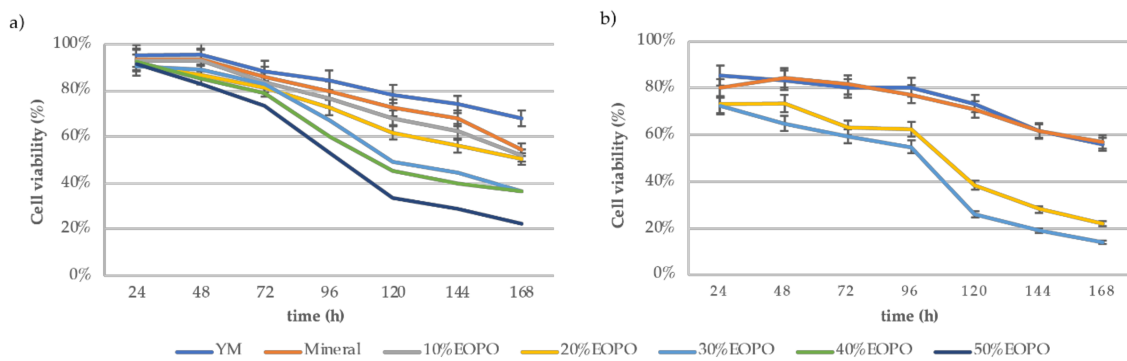 a)
100%
80%
60%
40%
20%
0%
Cell viability (%)
24 48 72 96 120 144 168
time (h)
b)
100%
80%
60%
40%
20%
0%
Cell viability (%)
24 48 72 96 120 144 168
time (h)
YM Mineral 10%EOPO 20%EOPO 30%EOPO 40%EOPO 50%EOPO